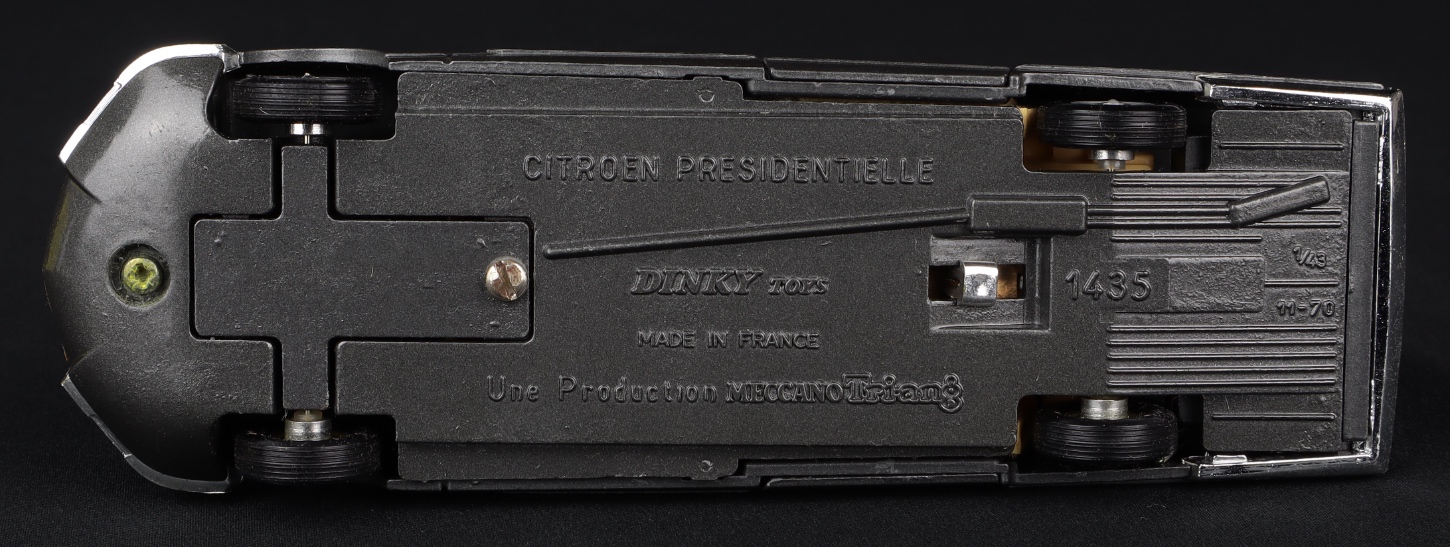 CITROEN PRESIDENTIELLE
DINKY TOYS
MADE IN FRANCE
Une Production MECCANO Tri-ang
1435
1/43
11-70